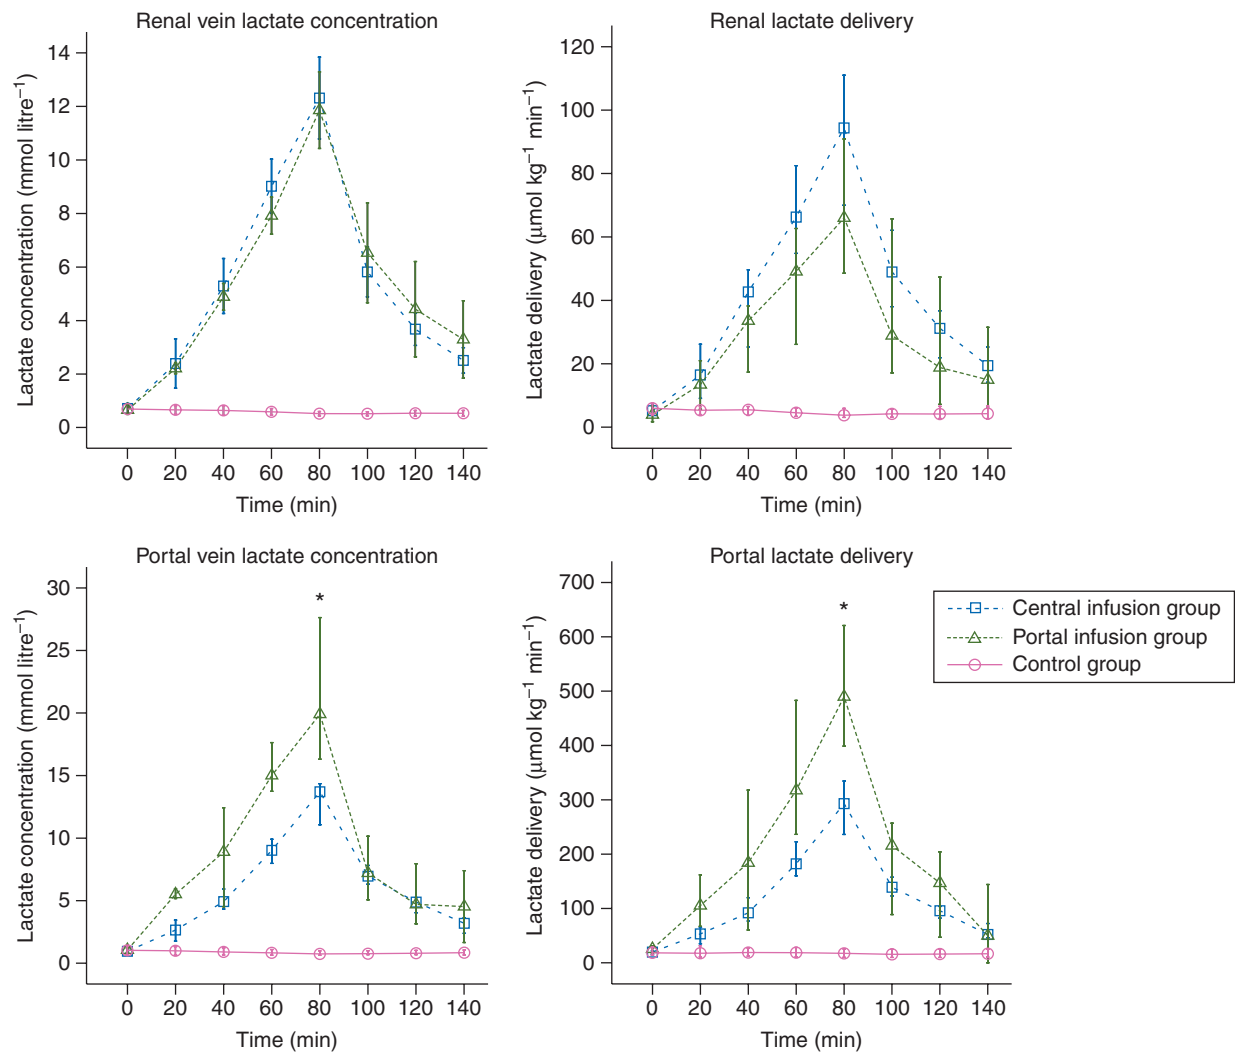 Renal vein lactate concentration
Lactate concentration (mmol litre⁻¹)
14
12
10
8
6
4
2
0
0 20 40 60 80 100 120 140
Time (min)
Renal lactate delivery
Lactate delivery (μmol kg⁻¹ min⁻¹)
120
100
80
60
40
20
0
0 20 40 60 80 100 120 140
Time (min)
Portal vein lactate concentration
Lactate concentration (mmol litre⁻¹)
30
25
20
15
10
5
0
*
0 20 40 60 80 100 120 140
Time (min)
Portal lactate delivery
Lactate delivery (μmol kg⁻¹ min⁻¹)
700
600
500
400
300
200
100
0
*
0 20 40 60 80 100 120 140
Time (min)
Central infusion group
Portal infusion group
Control group